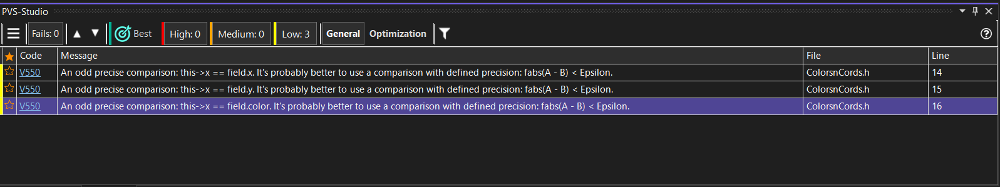 PVS-Studio
Fails: 0 Best High: 0 Medium: 0 Low: 3 General Optimization
Code Message File Line
V550 An odd precise comparison: this->x == field.x. It's probably better to use a comparison with defined precision: fabs(A - B) < Epsilon. ColorsnCords.h 14
V550 An odd precise comparison: this->x == field.y. It's probably better to use a comparison with defined precision: fabs(A - B) < Epsilon. ColorsnCords.h 15
V550 An odd precise comparison: this->x == field.color. It's probably better to use a comparison with defined precision: fabs(A - B) < Epsilon. ColorsnCords.h 16